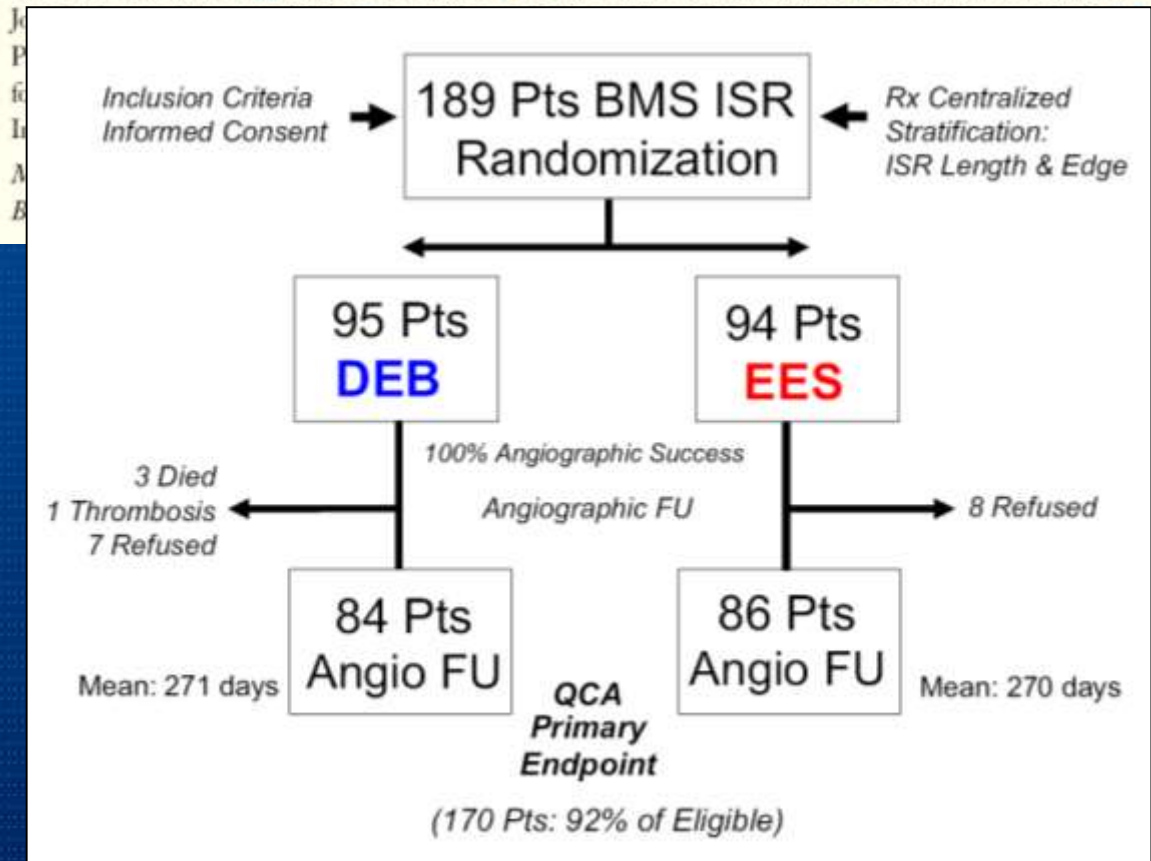 Inclusion Criteria
Informed Consent
189 Pts BMS ISR
Randomization
Rx Centralized
Stratification:
ISR Length & Edge
95 Pts
DEB
94 Pts
EES
100% Angiographic Success
3 Died
1 Thrombosis
7 Refused
Angiographic FU
8 Refused
84 Pts
Angio FU
86 Pts
Angio FU
Mean: 271 days
QCA
Primary
Endpoint
Mean: 270 days
(170 Pts: 92% of Eligible)